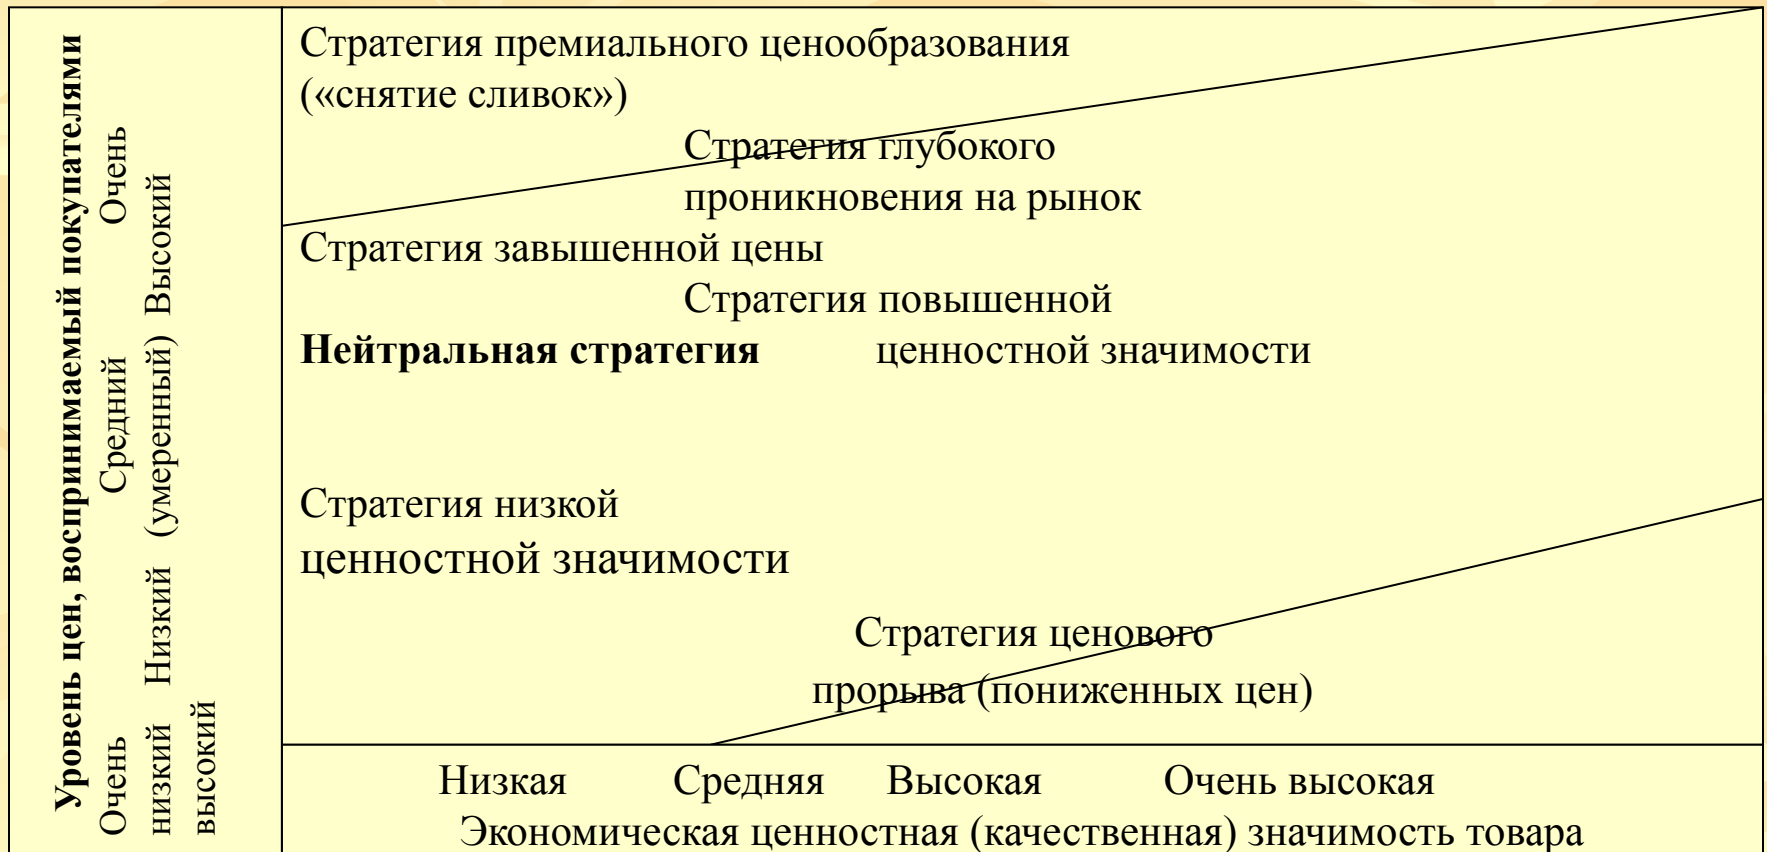 Уровень цен, воспринимаемый покупателями
Очень Средний Очень
низкий Низкий (умеренный) Высокий
высокий
Стратегия премиального ценообразования
(«снятие сливок»)
Стратегия глубокого
проникновения на рынок
Стратегия завышенной цены
Стратегия повышенной
Нейтральная стратегия ценностной значимости
Стратегия низкой
ценностной значимости
Стратегия ценового
прорыва (пониженных цен)
Низкая Средняя Высокая Очень высокая
Экономическая ценностная (качественная) значимость товара